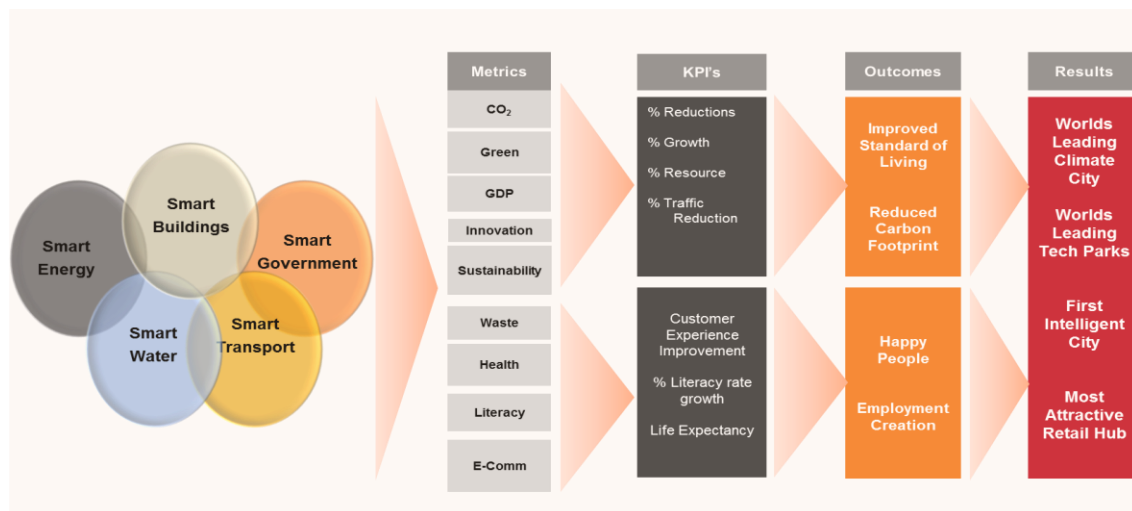 Smart
Buildings
Smart
Energy
Smart
Government
Smart
Water
Smart
Transport
Metrics
CO₂
Green
GDP
Innovation
Sustainability
Waste
Health
Literacy
E-Comm
KPI's
% Reductions
% Growth
% Resource
% Traffic
Reduction
Customer
Experience
Improvement
% Literacy rate
growth
Life Expectancy
Outcomes
Improved
Standard of
Living
Reduced
Carbon
Footprint
Happy
People
Employment
Creation
Results
Worlds
Leading
Climate
City
Worlds
Leading
Tech Parks
First
Intelligent
City
Most
Attractive
Retail Hub